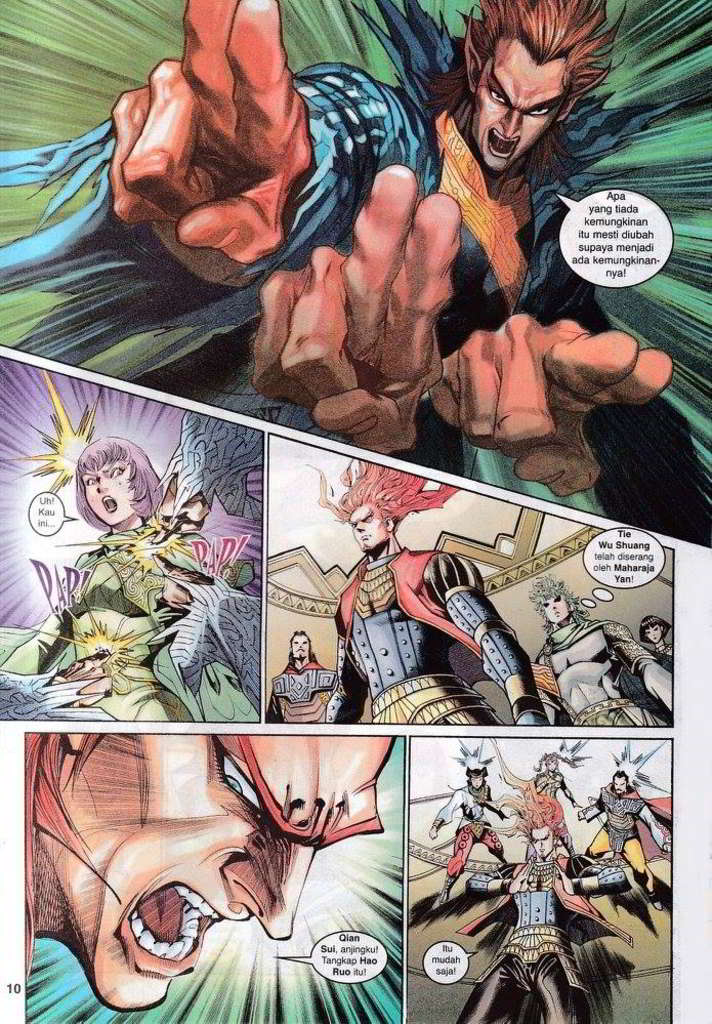 Apa
yang tiada
kemungkinan
itu mesti diubah
supaya menjadi
ada kemungkinan-
nya!
Uh!
Kau
ini...
PAP!
PAP!
Tie
Wu Shuang
telah diserang
oleh Maharaja
Yan!
Qian
Sui, anjingku!
Tangkap Hao
Ruo itu!
Itu
mudah
saja!
10